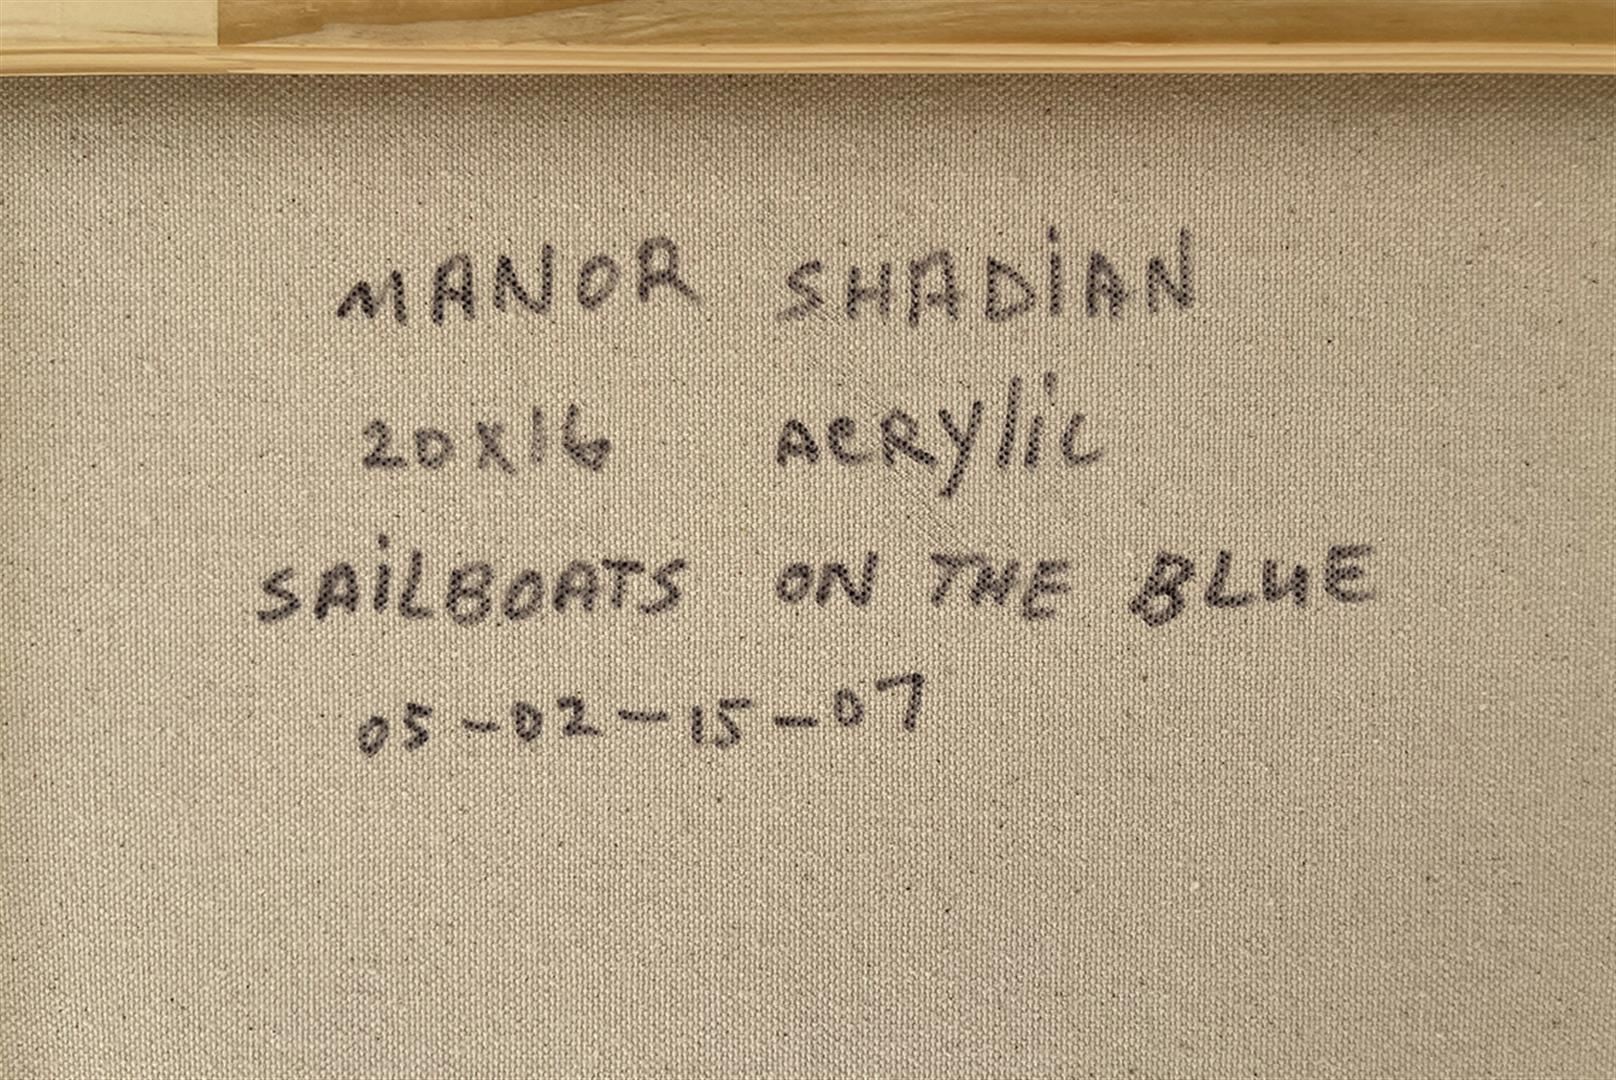 MANOR SHADiAN
20X16 ACRYliC
SAiLBOATS ON THE BLUE
05-02-15-07